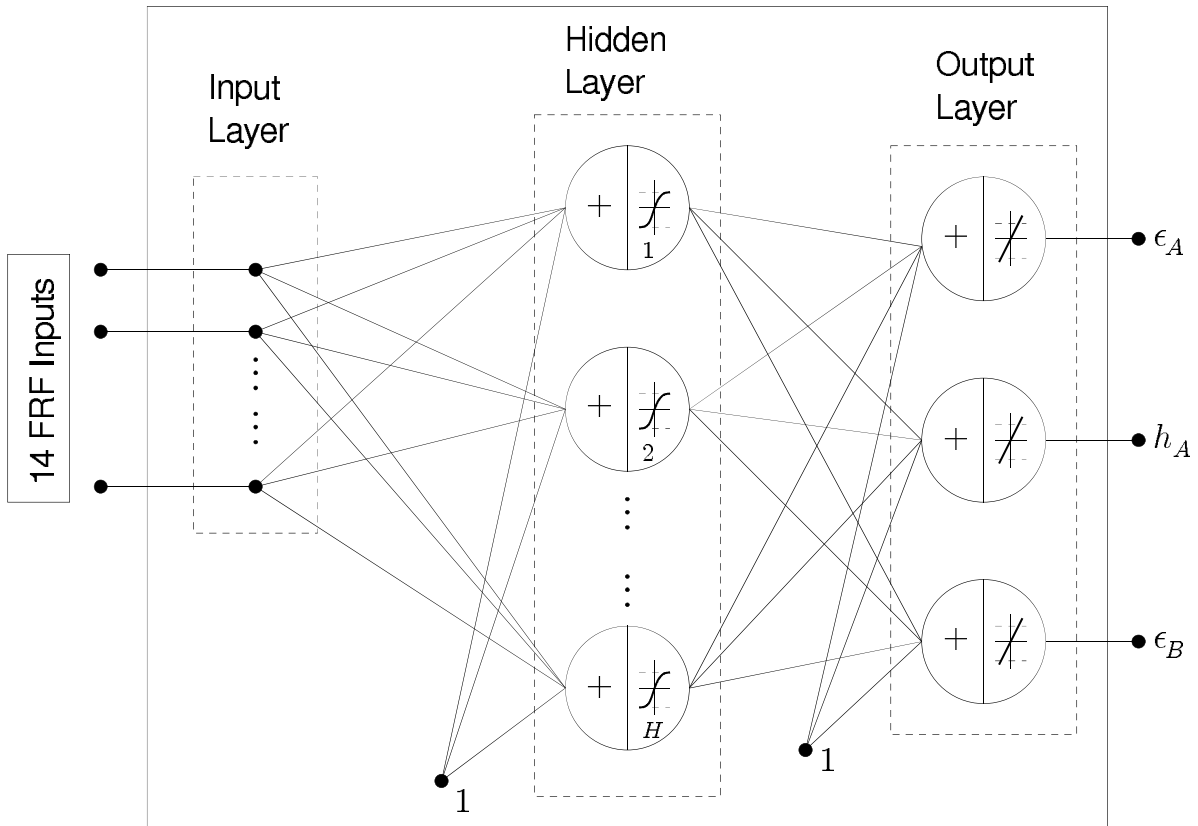 14 FRF Inputs
Input
Layer
Hidden
Layer
Output
Layer
+
1
+
2
+
H
1
+
+
+
1
ϵ_A
h_A
ϵ_B